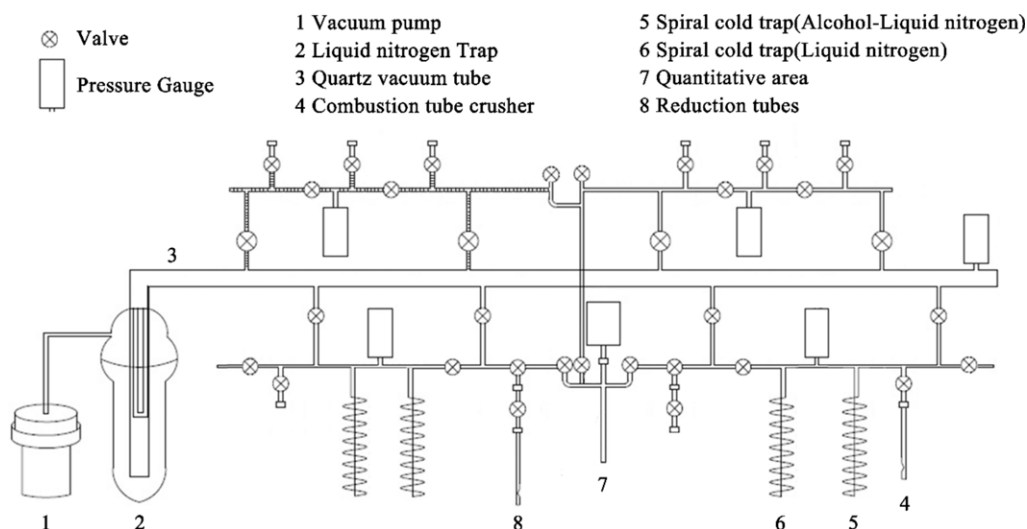 Valve
Pressure Gauge
1 Vacuum pump
2 Liquid nitrogen Trap
3 Quartz vacuum tube
4 Combustion tube crusher
5 Spiral cold trap(Alcohol-Liquid nitrogen)
6 Spiral cold trap(Liquid nitrogen)
7 Quantitative area
8 Reduction tubes
3
7
4
1
2
8
6
5